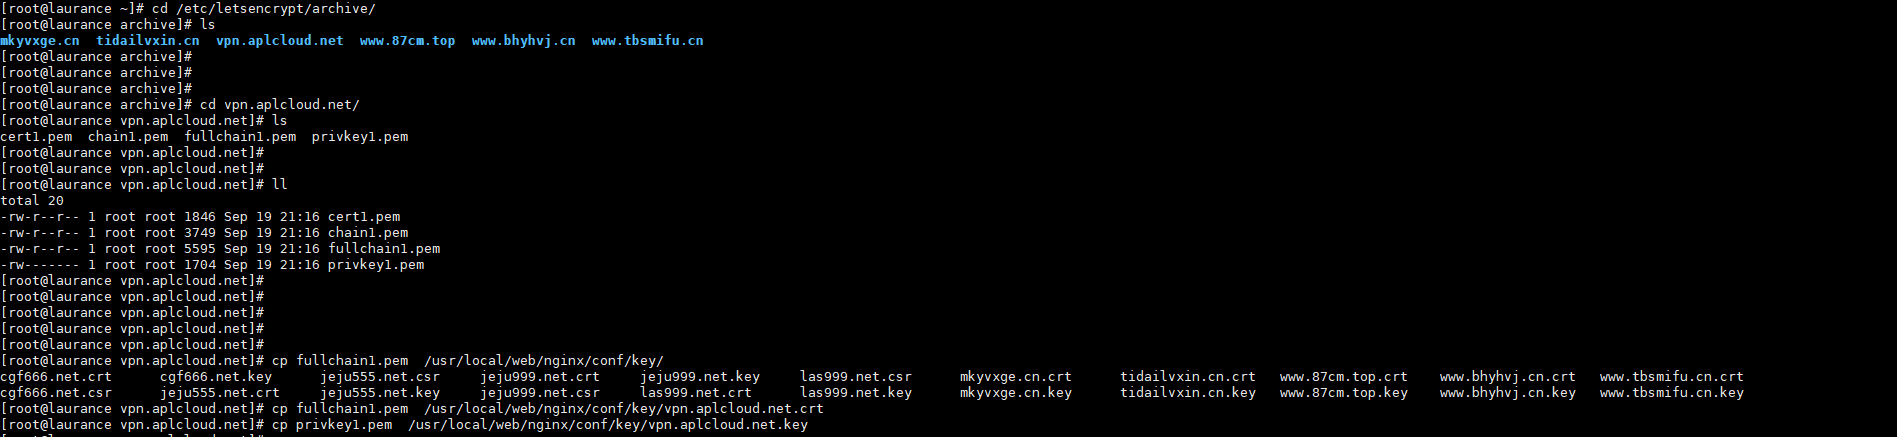 [root@laurance ~]# cd /etc/letsencrypt/archive/
[root@laurance archive]# ls
mkyvxge.cn  tidailvxin.cn  vpn.aplcloud.net  www.87cm.top  www.bhyhvj.cn  www.tbsmifu.cn
[root@laurance archive]#
[root@laurance archive]#
[root@laurance archive]#
[root@laurance archive]# cd vpn.aplcloud.net/
[root@laurance vpn.aplcloud.net]# ls
cert1.pem  chain1.pem  fullchain1.pem  privkey1.pem
[root@laurance vpn.aplcloud.net]#
[root@laurance vpn.aplcloud.net]#
[root@laurance vpn.aplcloud.net]# ll
total 20
-rw-r--r-- 1 root root 1846 Sep 19 21:16 cert1.pem
-rw-r--r-- 1 root root 3749 Sep 19 21:16 chain1.pem
-rw-r--r-- 1 root root 5595 Sep 19 21:16 fullchain1.pem
-rw------- 1 root root 1704 Sep 19 21:16 privkey1.pem
[root@laurance vpn.aplcloud.net]#
[root@laurance vpn.aplcloud.net]#
[root@laurance vpn.aplcloud.net]#
[root@laurance vpn.aplcloud.net]#
[root@laurance vpn.aplcloud.net]#
[root@laurance vpn.aplcloud.net]# cp fullchain1.pem  /usr/local/web/nginx/conf/key/
cgf666.net.crt      cgf666.net.key      jeju555.net.csr     jeju999.net.crt     jeju999.net.key     las999.net.csr      mkyvxge.cn.crt      tidailvxin.cn.crt   www.87cm.top.crt    www.bhyhvj.cn.crt   www.tbsmifu.cn.crt
cgf666.net.csr      jeju555.net.crt     jeju555.net.key     jeju999.net.csr     las999.net.crt      las999.net.key      mkyvxge.cn.key      tidailvxin.cn.key   www.87cm.top.key    www.bhyhvj.cn.key   www.tbsmifu.cn.key
[root@laurance vpn.aplcloud.net]# cp fullchain1.pem  /usr/local/web/nginx/conf/key/vpn.aplcloud.net.crt
[root@laurance vpn.aplcloud.net]# cp privkey1.pem  /usr/local/web/nginx/conf/key/vpn.aplcloud.net.key